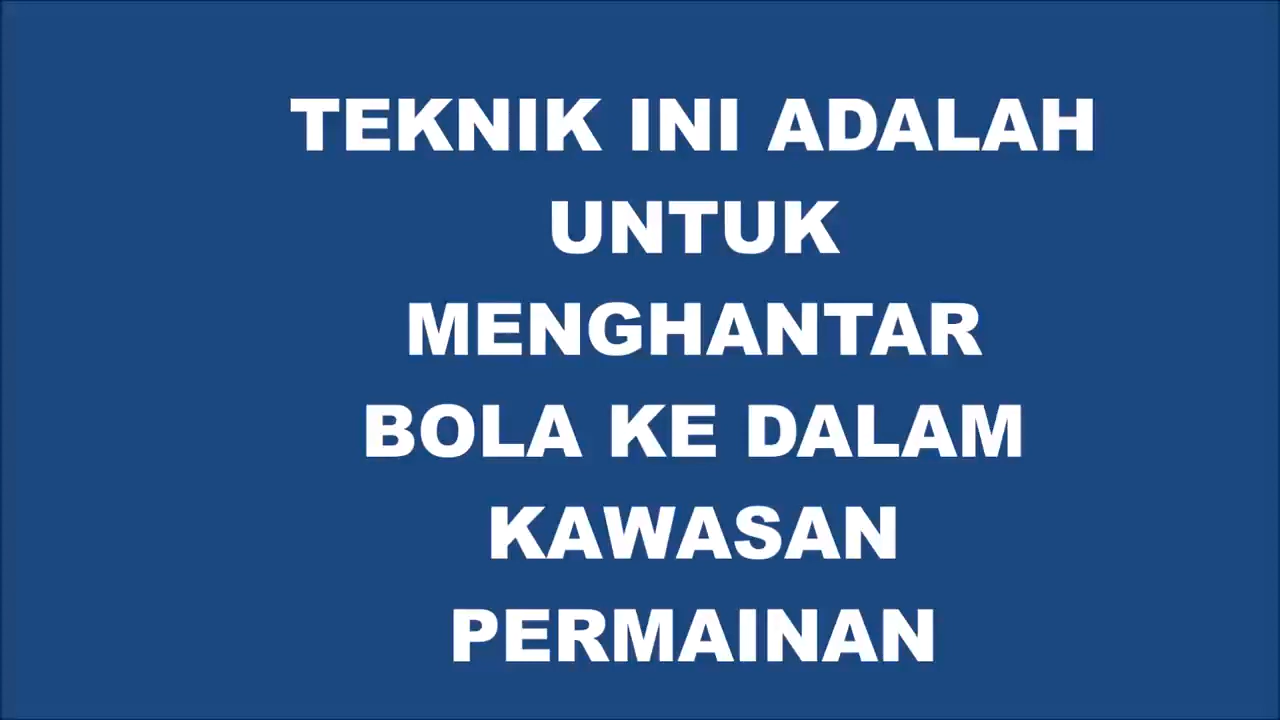 TEKNIK INI ADALAH
UNTUK
MENGHANTAR
BOLA KE DALAM
KAWASAN
PERMAINAN